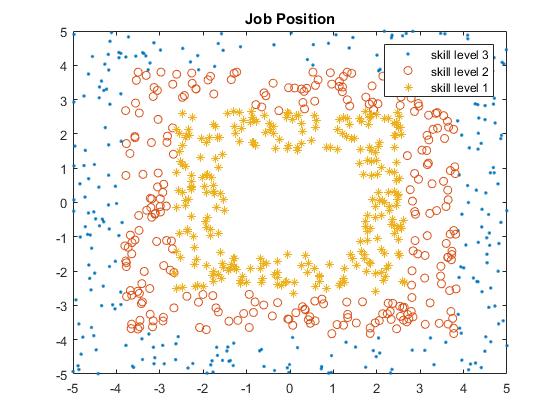 Job Position
5
4
3
2
1
0
-1
-2
-3
-4
-5
skill level 3
skill level 2
skill level 1
-5 -4 -3 -2 -1 0 1 2 3 4 5